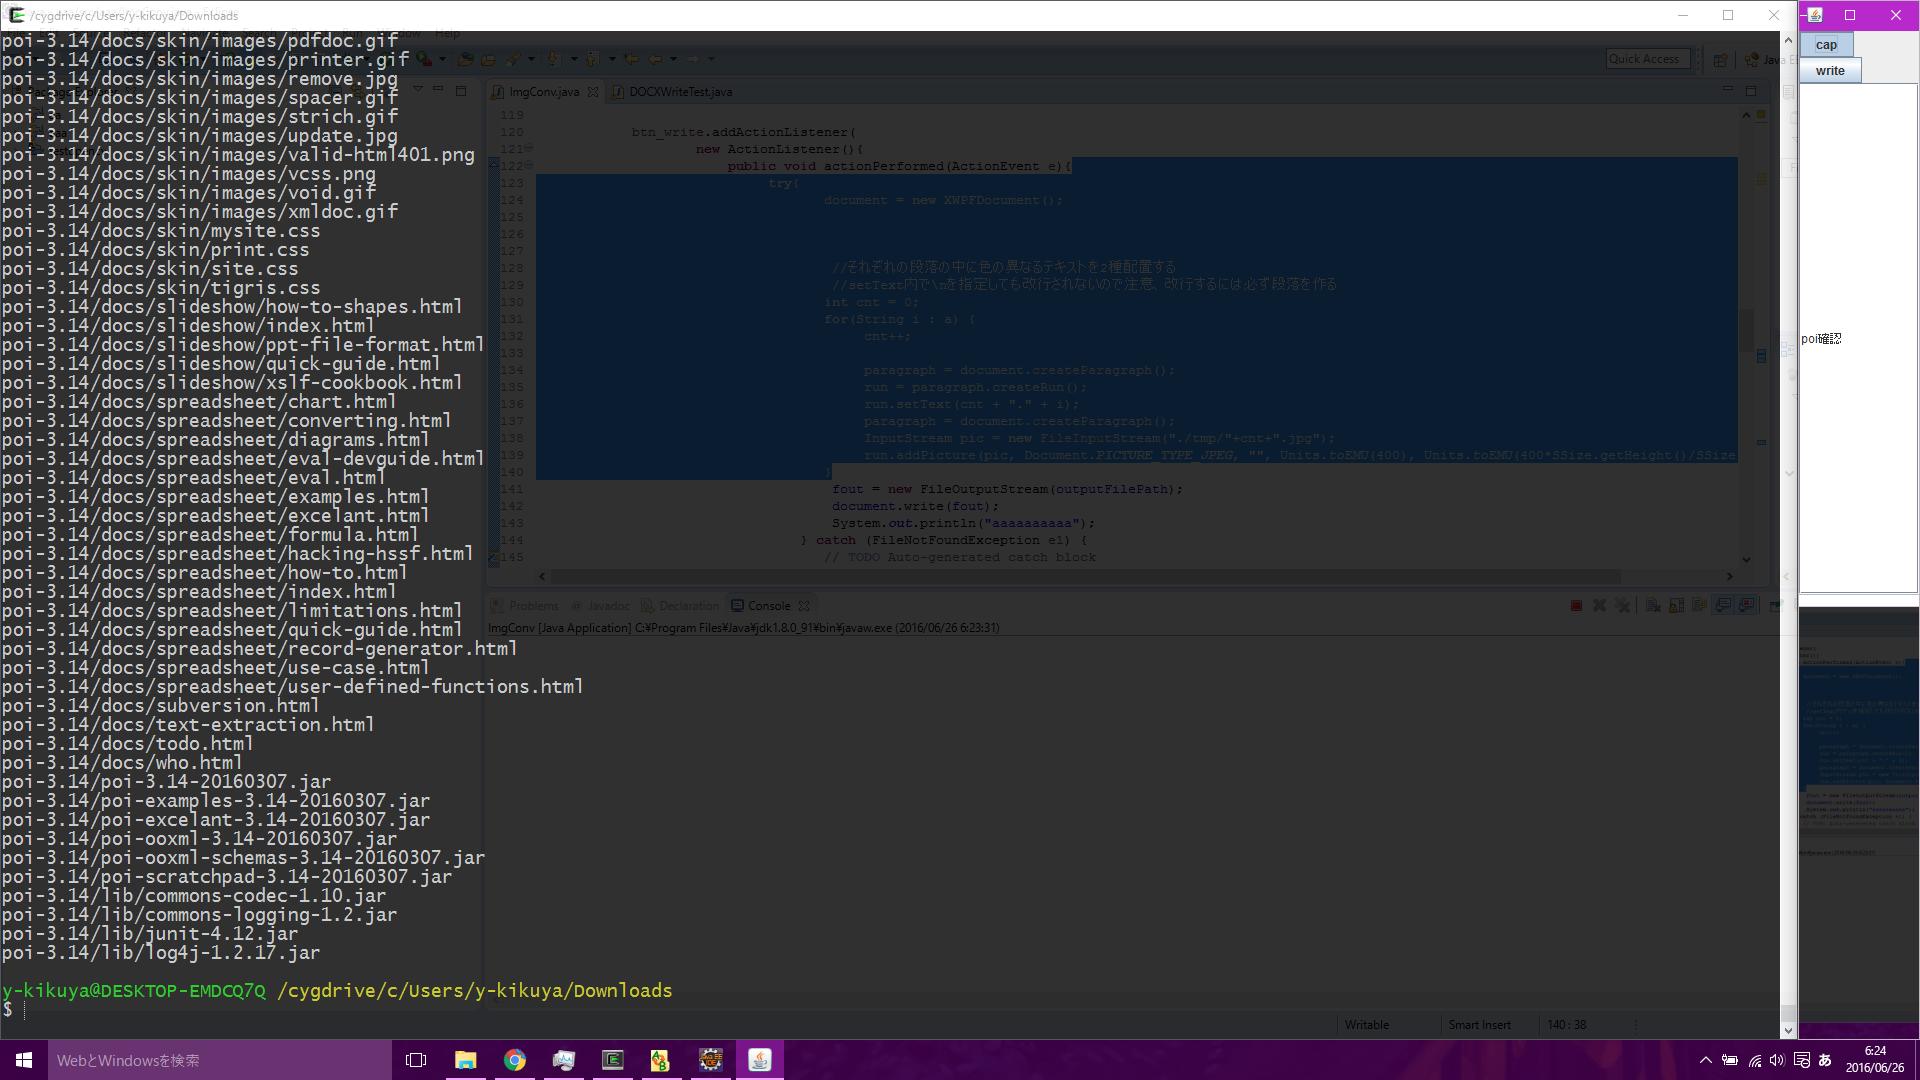 /cygdrive/c/Users/y-kikuya/Downloads
poi-3.14/docs/skin/images/pdfdoc.gif
poi-3.14/docs/skin/images/printer.gif
poi-3.14/docs/skin/images/remove.jpg
poi-3.14/docs/skin/images/spacer.gif
poi-3.14/docs/skin/images/strich.gif
poi-3.14/docs/skin/images/update.jpg
poi-3.14/docs/skin/images/valid-html401.png
poi-3.14/docs/skin/images/vcss.png
poi-3.14/docs/skin/images/void.gif
poi-3.14/docs/skin/images/xmldoc.gif
poi-3.14/docs/skin/mysite.css
poi-3.14/docs/skin/print.css
poi-3.14/docs/skin/site.css
poi-3.14/docs/skin/tigris.css
poi-3.14/docs/slideshow/how-to-shapes.html
poi-3.14/docs/slideshow/index.html
poi-3.14/docs/slideshow/ppt-file-format.html
poi-3.14/docs/slideshow/quick-guide.html
poi-3.14/docs/slideshow/xslf-cookbook.html
poi-3.14/docs/spreadsheet/chart.html
poi-3.14/docs/spreadsheet/converting.html
poi-3.14/docs/spreadsheet/diagrams.html
poi-3.14/docs/spreadsheet/eval-devguide.html
poi-3.14/docs/spreadsheet/eval.html
poi-3.14/docs/spreadsheet/examples.html
poi-3.14/docs/spreadsheet/excelant.html
poi-3.14/docs/spreadsheet/formula.html
poi-3.14/docs/spreadsheet/hacking-hssf.html
poi-3.14/docs/spreadsheet/how-to.html
poi-3.14/docs/spreadsheet/index.html
poi-3.14/docs/spreadsheet/limitations.html
poi-3.14/docs/spreadsheet/quick-guide.html
poi-3.14/docs/spreadsheet/record-generator.html
poi-3.14/docs/spreadsheet/use-case.html
poi-3.14/docs/spreadsheet/user-defined-functions.html
poi-3.14/docs/subversion.html
poi-3.14/docs/text-extraction.html
poi-3.14/docs/todo.html
poi-3.14/docs/who.html
poi-3.14/poi-3.14-20160307.jar
poi-3.14/poi-examples-3.14-20160307.jar
poi-3.14/poi-excelant-3.14-20160307.jar
poi-3.14/poi-ooxml-3.14-20160307.jar
poi-3.14/poi-ooxml-schemas-3.14-20160307.jar
poi-3.14/poi-scratchpad-3.14-20160307.jar
poi-3.14/lib/commons-codec-1.10.jar
poi-3.14/lib/commons-logging-1.2.jar
poi-3.14/lib/junit-4.12.jar
poi-3.14/lib/log4j-1.2.17.jar
y-kikuya@DESKTOP-EMDCQ7Q /cygdrive/c/Users/y-kikuya/Downloads
$
Help
Quick Access
Java EE
ImgConv.java
DOCXWriteTest.java
119
120 btn_write.addActionListener(
121 new ActionListener(){
122 public void actionPerformed(ActionEvent e){
123 try{
124 document = new XWPFDocument();
125
126
127
128 //それぞれの段落の中に色の異なるテキストを2種配置する
129 //setText内で\nを指定しても改行されないので注意、改行するには必ず段落を作る
130 int cnt = 0;
131 for(String i : a) {
132 cnt++;
133
134 paragraph = document.createParagraph();
135 run = paragraph.createRun();
136 run.setText(cnt + "." + i);
137 paragraph = document.createParagraph();
138 InputStream pic = new FileInputStream("./tmp/"+cnt+".jpg");
139 run.addPicture(pic, Document.PICTURE_TYPE_JPEG, "", Units.toEMU(400), Units.toEMU(400*SSize.getHeight()/SSize
140 }
141 fout = new FileOutputStream(outputFilePath);
142 document.write(fout);
143 System.out.println("aaaaaaaaaa");
144 } catch (FileNotFoundException e1) {
145 // TODO Auto-generated catch block
Problems
Javadoc
Declaration
Console
ImgConv [Java Application] C:¥Program Files¥Java¥jdk1.8.0_91¥bin¥javaw.exe (2016/06/26 6:23:31)
Writable
Smart Insert
140 : 38
cap
write
poi確認
WebとWindowsを検索
あ
6:24
2016/06/26